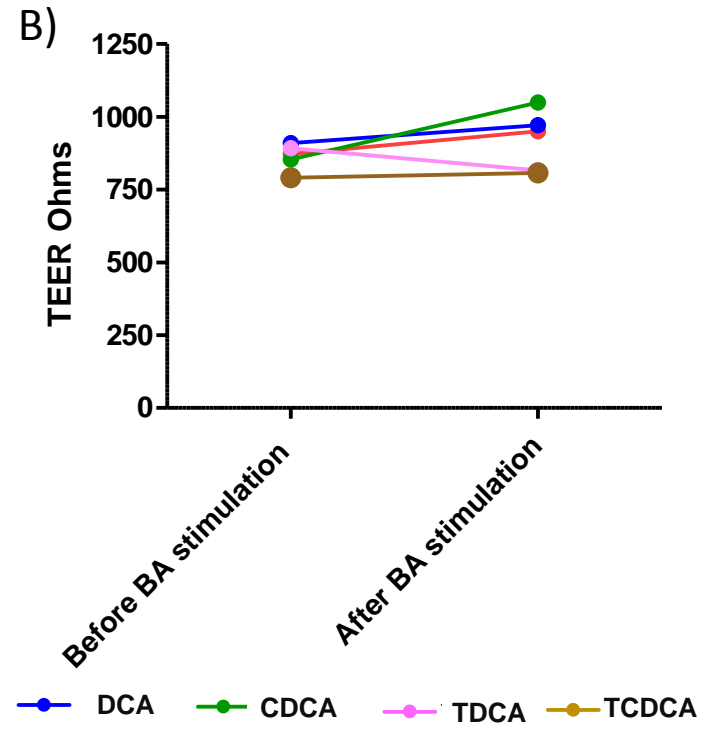 B)
1250
1000
750
500
250
0
TEER Ohms
Before BA stimulation
After BA stimulation
DCA
CDCA
TDCA
TCDCA